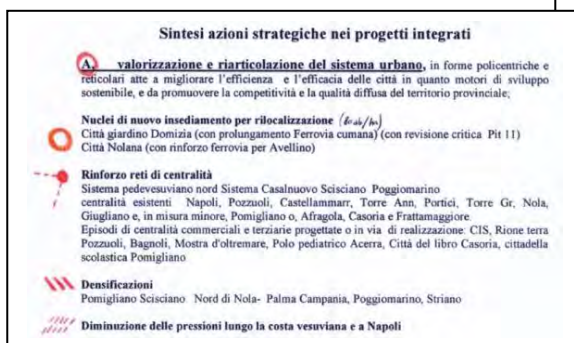 Sintesi azioni strategiche nei progetti integrati
A, valorizzazione e riarticolazione del sistema urbano, in forme policentriche e
reticolari atte a migliorare l'efficienza e l'efficacia delle città in quanto motori di sviluppo
sostenibile, e da promuovere la competitività e la qualità diffusa del territorio provinciale;
Nuclei di nuovo insediamento per rilocalizzazione
Città giardino Domizia (con prolungamento Ferrovia cumana) (con revisione critica Pit 11)
Città Nolana (con rinforzo ferrovia per Avellino)
Rinforzo reti di centralità
Sistema pedevesuviano nord Sistema Casalnuovo Scisciano Poggiomarino
centralità esistenti Napoli, Pozzuoli, Castellammarr, Torre Ann, Portici, Torre Gr, Nola,
Giugliano e, in misura minore, Pomigliano o, Afragola, Casoria e Frattamaggiore.
Episodi di centralità commerciali e terziarie progettate o in via di realizzazione: CIS, Rione terra
Pozzuoli, Bagnoli, Mostra d'oltremare, Polo pediatrico Acerra, Città del libro Casoria, cittadella
scolastica Pomigliano
Densificazioni
Pomigliano Scisciano Nord di Nola- Palma Campania, Poggiomarino, Striano
Diminuzione delle pressioni lungo la costa vesuviana e a Napoli